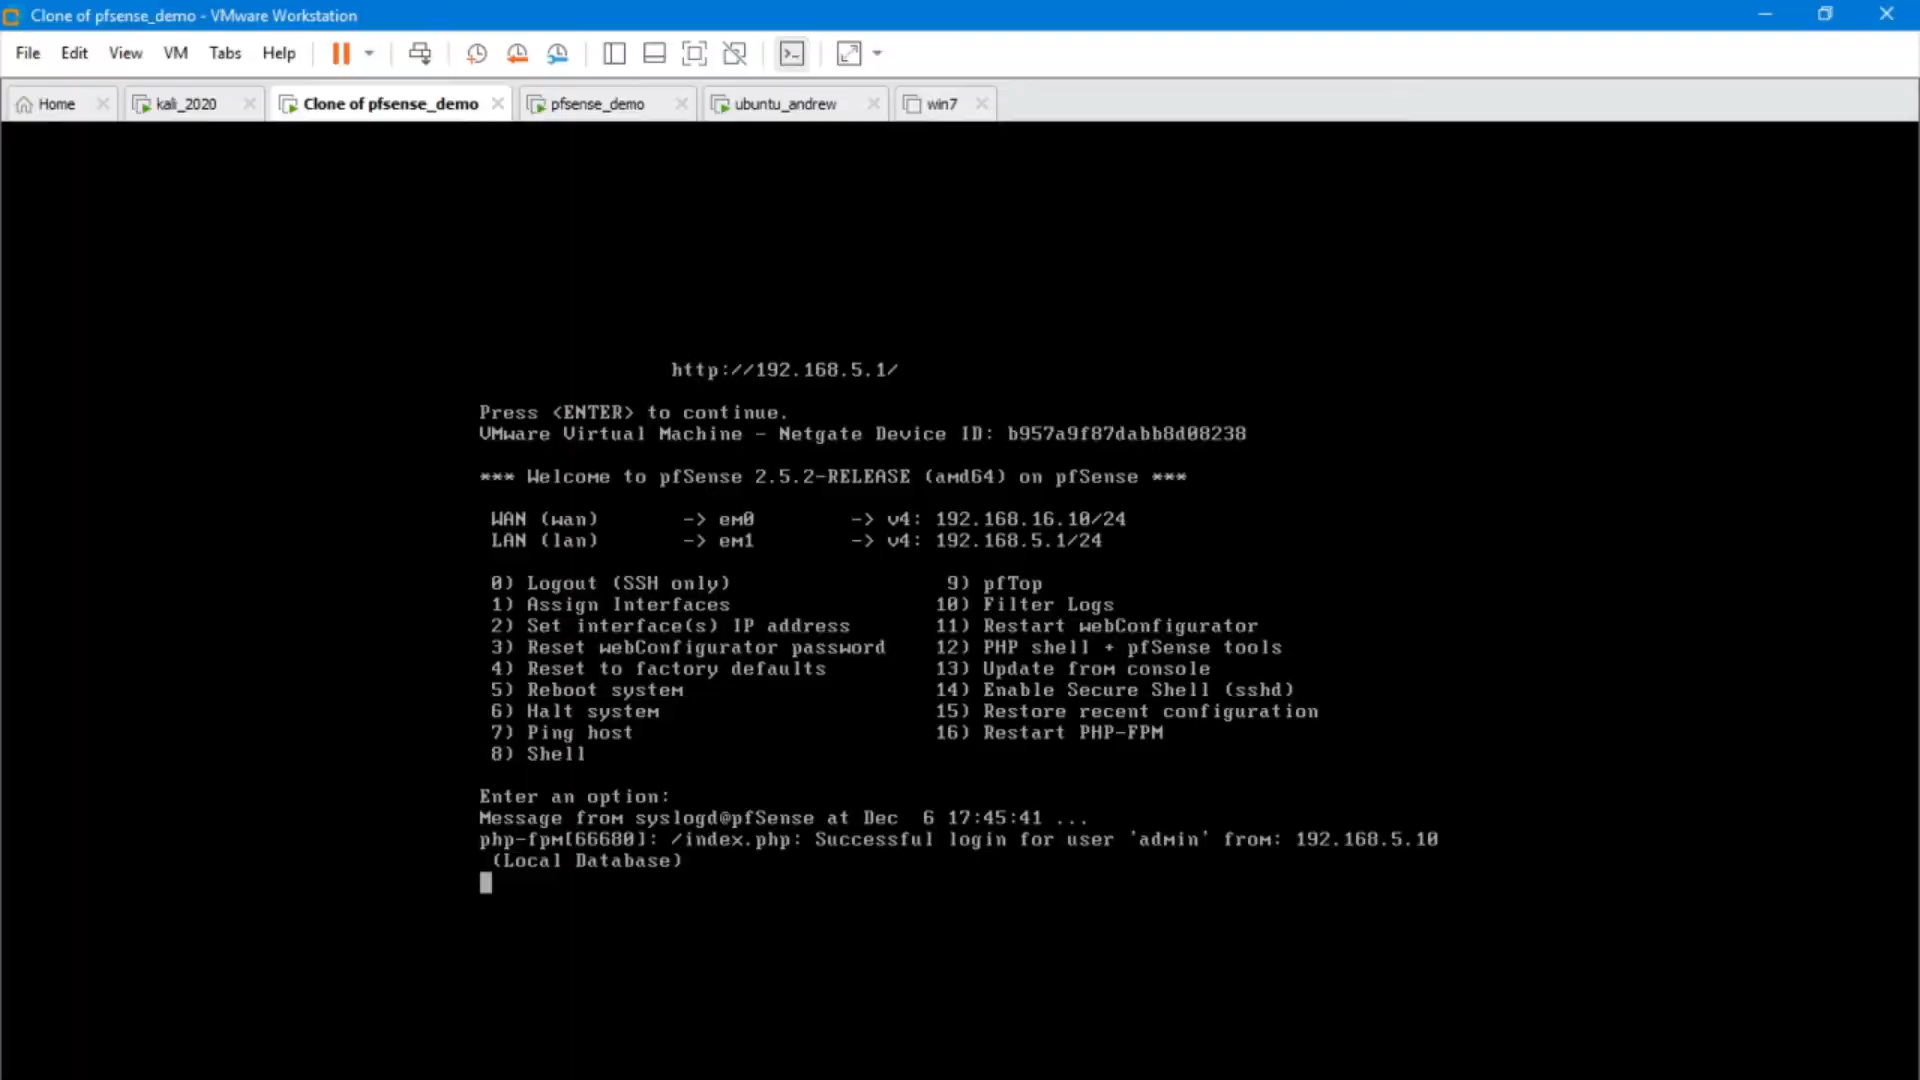 Clone of pfsense_demo - VMware Workstation
File Edit View VM Tabs Help
Home kali_2020 Clone of pfsense_demo pfsense_demo ubuntu_andrew win7
http://192.168.5.1/
Press <ENTER> to continue.
VMware Virtual Machine - Netgate Device ID: b957a9f87dabb8d08238
*** Welcome to pfSense 2.5.2-RELEASE (amd64) on pfSense ***
WAN (wan) -> em0 -> v4: 192.168.16.10/24
LAN (lan) -> em1 -> v4: 192.168.5.1/24
0) Logout (SSH only) 9) pfTop
1) Assign Interfaces 10) Filter Logs
2) Set interface(s) IP address 11) Restart webConfigurator
3) Reset webConfigurator password 12) PHP shell + pfSense tools
4) Reset to factory defaults 13) Update from console
5) Reboot system 14) Enable Secure Shell (sshd)
6) Halt system 15) Restore recent configuration
7) Ping host 16) Restart PHP-FPM
8) Shell
Enter an option:
Message from syslogd@pfSense at Dec 6 17:45:41 ...
php-fpm[66680]: /index.php: Successful login for user 'admin' from: 192.168.5.10
(Local Database)